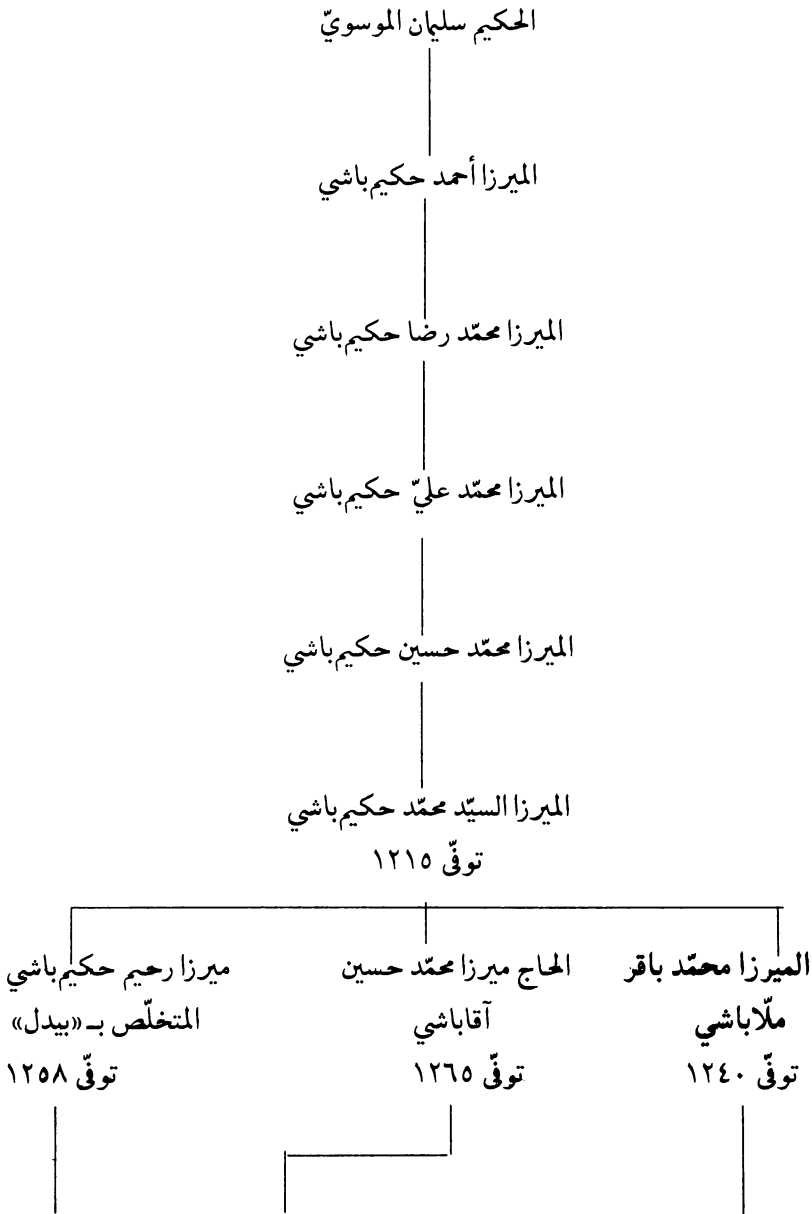 الحكيم سليمان الموسويّ
الميرزا أحمد حكيم‌باشي
الميرزا محمّد رضا حكيم‌باشي
الميرزا محمّد عليّ حكيم‌باشي
الميرزا محمّد حسين حكيم‌باشي
الميرزا السيّد محمّد حكيم‌باشي
توفّي ١٢١٥
الميرزا محمّد باقر
ملّاباشي
توفّي ١٢٤٠
الحاج ميرزا محمّد حسين
آقاباشي
توفّي ١٢٦٥
ميرزا رحيم حكيم‌باشي
المتخلّص بـ «بيدل»
توفّي ١٢٥٨